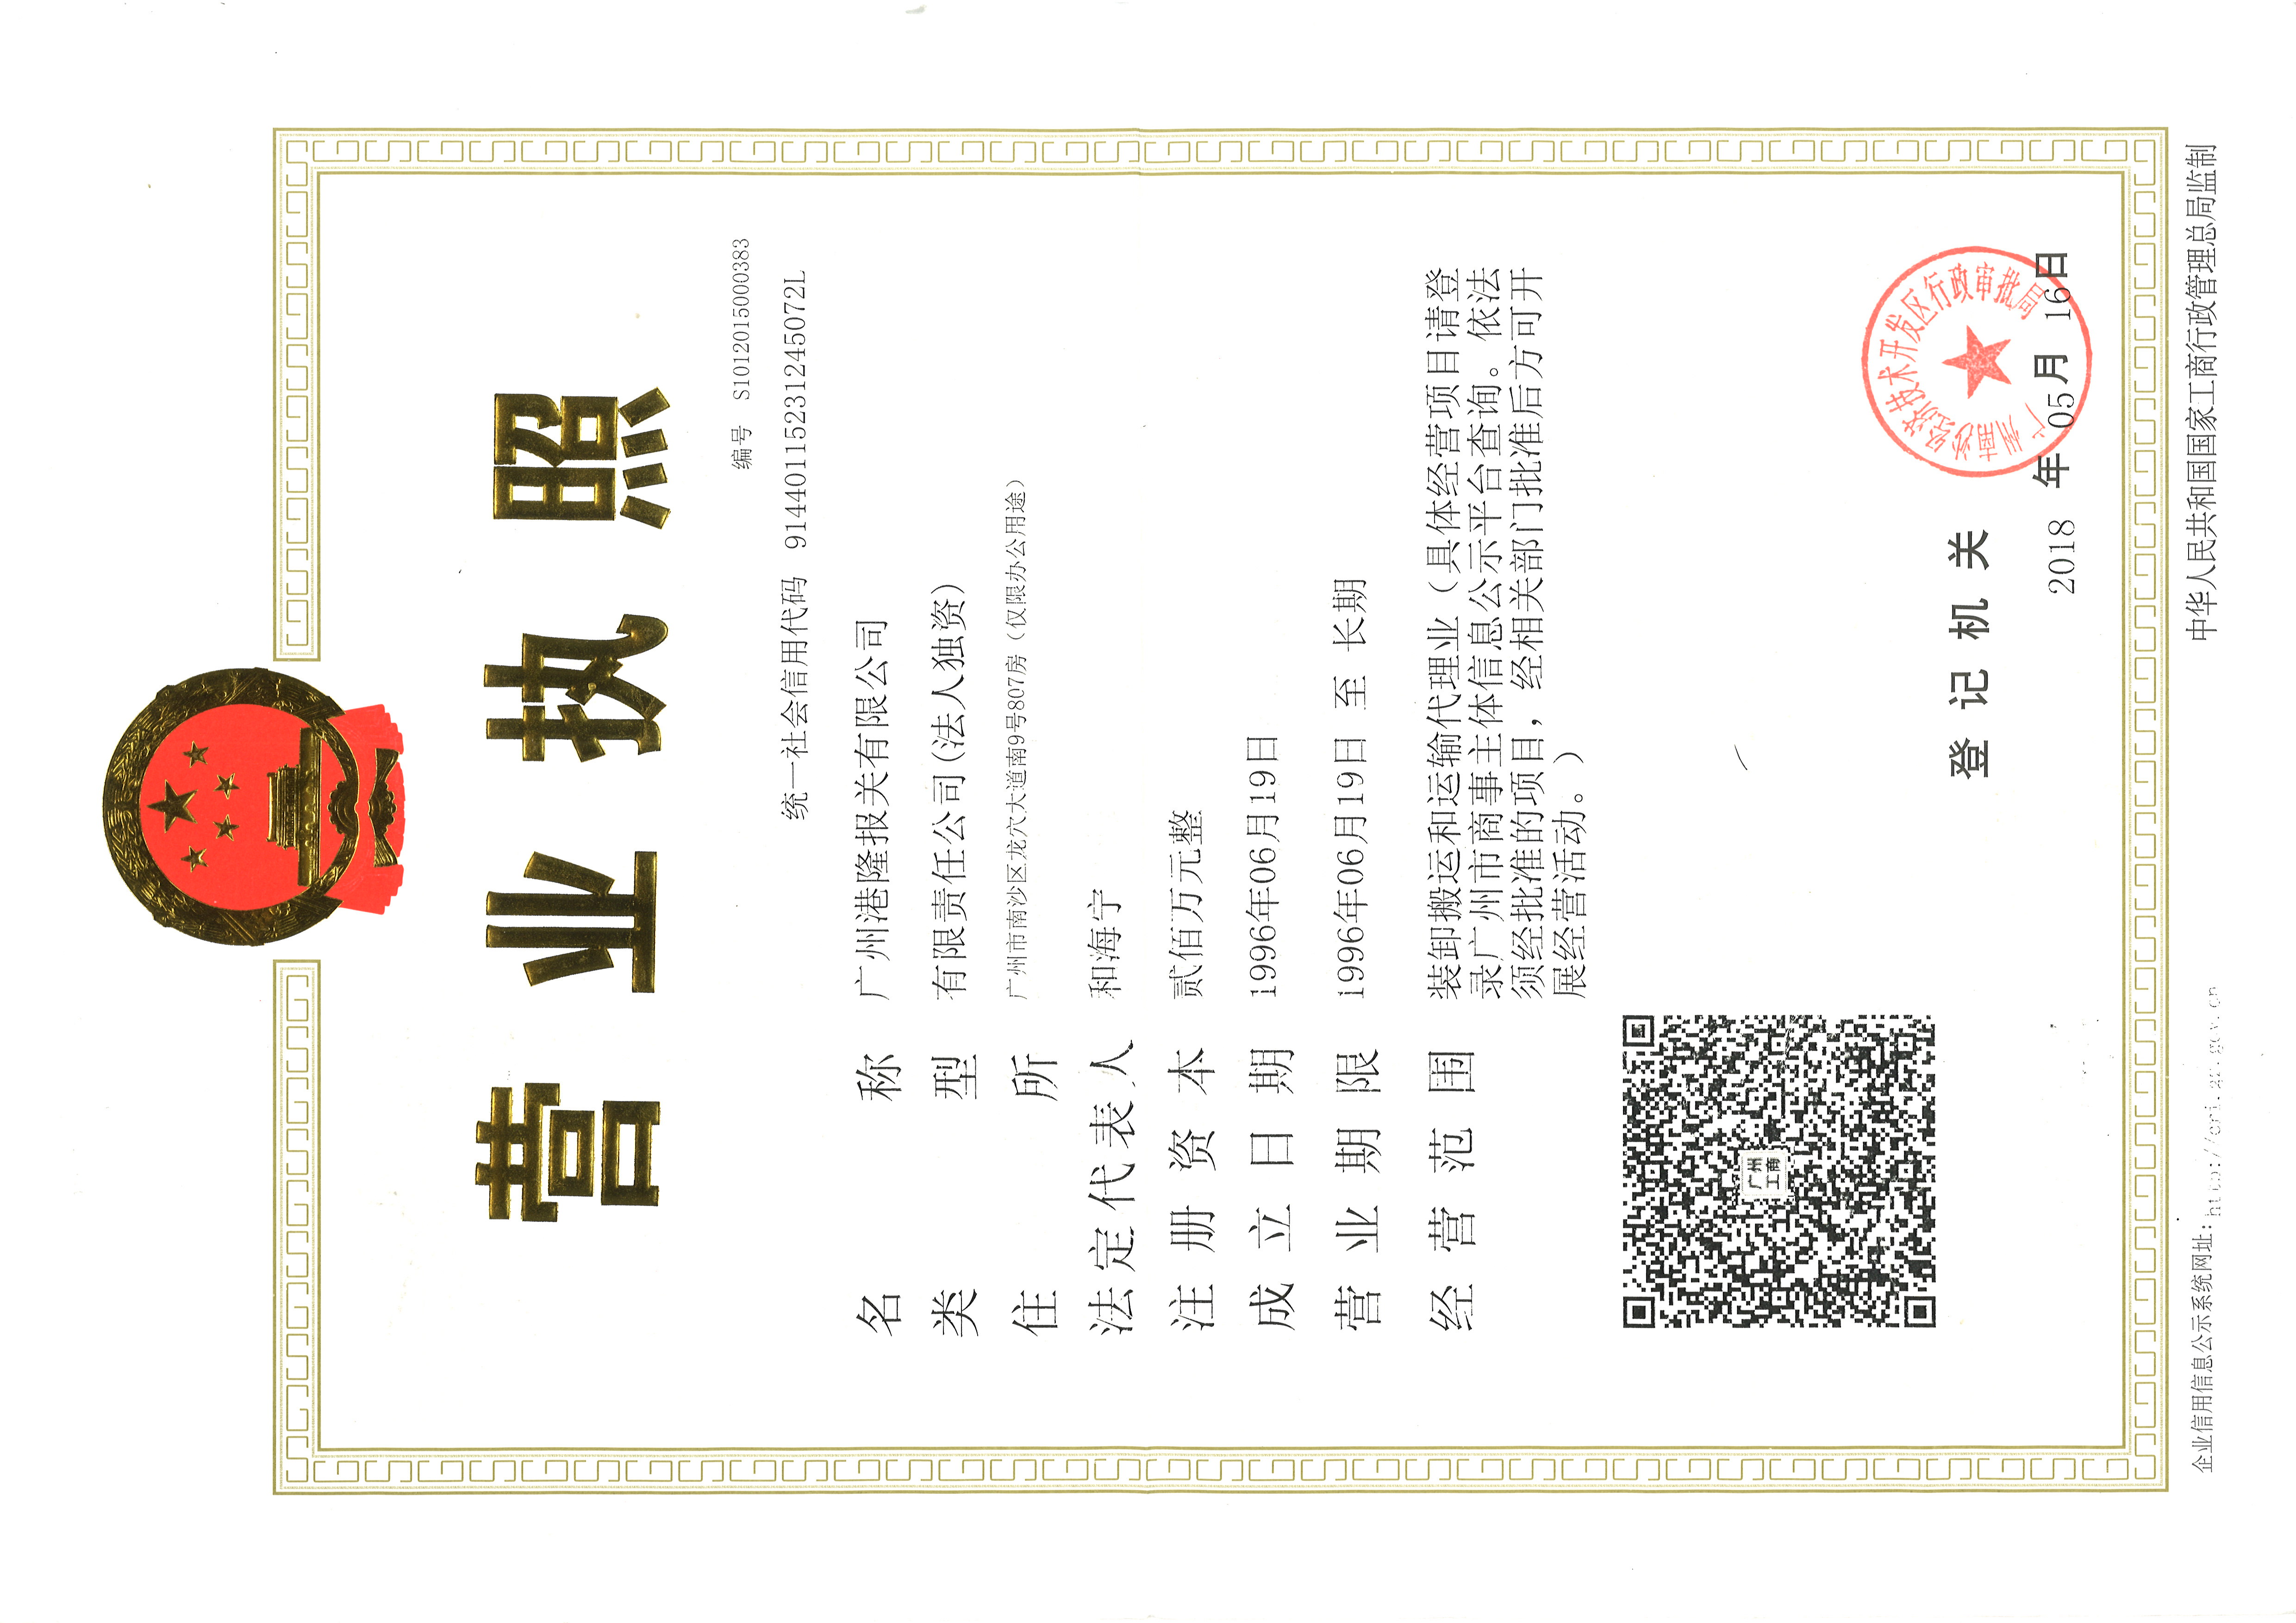 营业执照
编号 S1012015000383
统一社会信用代码 91440115231245072L
名称 广州港隆报关有限公司
类型 有限责任公司(法人独资)
住所 广州市南沙区龙穴大道南9号807房（仅限办公用途）
法定代表人 和海宁
注册资本 贰佰万元整
成立日期 1996年06月19日
营业期限 1996年06月19日 至 长期
经营范围 装卸搬运和运输代理业（具体经营项目请登
录广州市商事主体信息公示平台查询。依法
须经批准的项目，经相关部门批准后方可开
展经营活动。）
广州
工商
登记机关
广州南沙经济技术开发区行政审批局
2018 年 05 月 16 日
企业信用信息公示系统网址：http://cri.gz.gov.cn
中华人民共和国国家工商行政管理总局监制